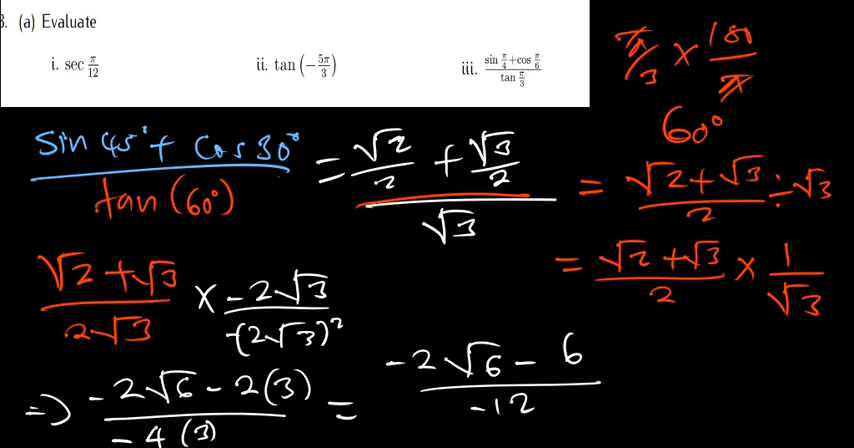 3. (a) Evaluate
i. sec π/12
ii. tan (−5π/3)
iii. (sin π/4 + cos π/6)/(tan π/3)
π/3 × 180/π
60°
(sin 45° + cos 30°)/(tan (60°)) = (√2/2 + √3/2)/√3
= (√2 + √3)/2 ÷ √3
= (√2 + √3)/2 × 1/√3
(√2 + √3)/(2√3) × (−2√3)/(−(2√3)²)
=> (−2√6 − 2(3))/(−4(3)) = (−2√6 − 6)/(−12)